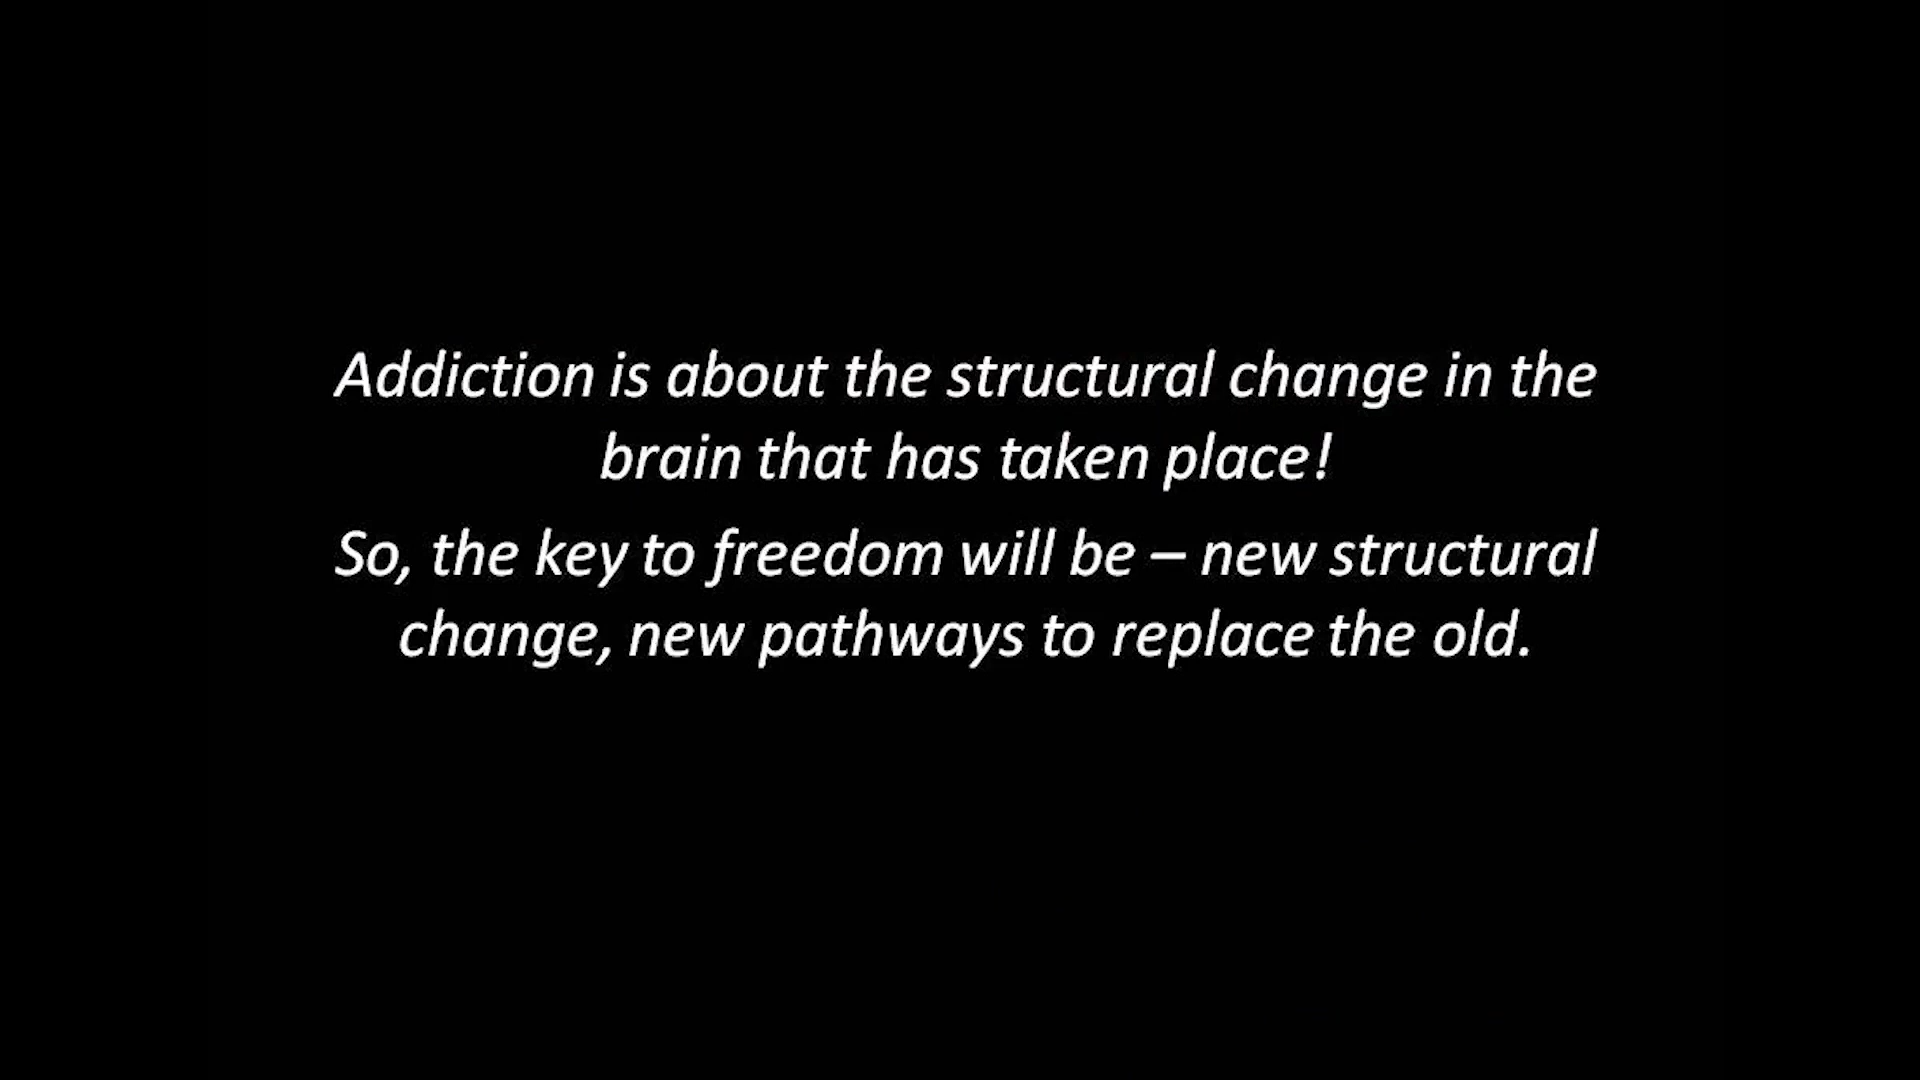 Addiction is about the structural change in the
brain that has taken place!
So, the key to freedom will be – new structural
change, new pathways to replace the old.